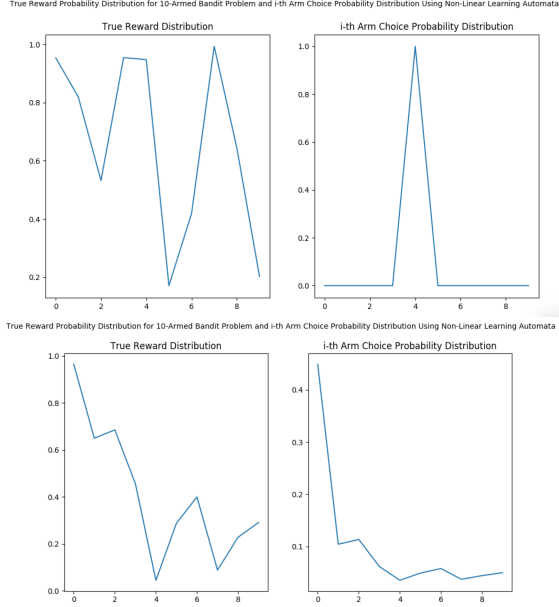 True Reward Probability Distribution for 10-Armed Bandit Problem and i-th Arm Choice Probability Distribution Using Non-Linear Learning Automata
True Reward Distribution
i-th Arm Choice Probability Distribution
1.0
0.8
0.6
0.4
0.2
0 2 4 6 8
1.0
0.8
0.6
0.4
0.2
0.0
0 2 4 6 8
True Reward Probability Distribution for 10-Armed Bandit Problem and i-th Arm Choice Probability Distribution Using Non-Linear Learning Automata
True Reward Distribution
i-th Arm Choice Probability Distribution
1.0
0.8
0.6
0.4
0.2
0.0
0 2 4 6 8
0.4
0.3
0.2
0.1
0 2 4 6 8